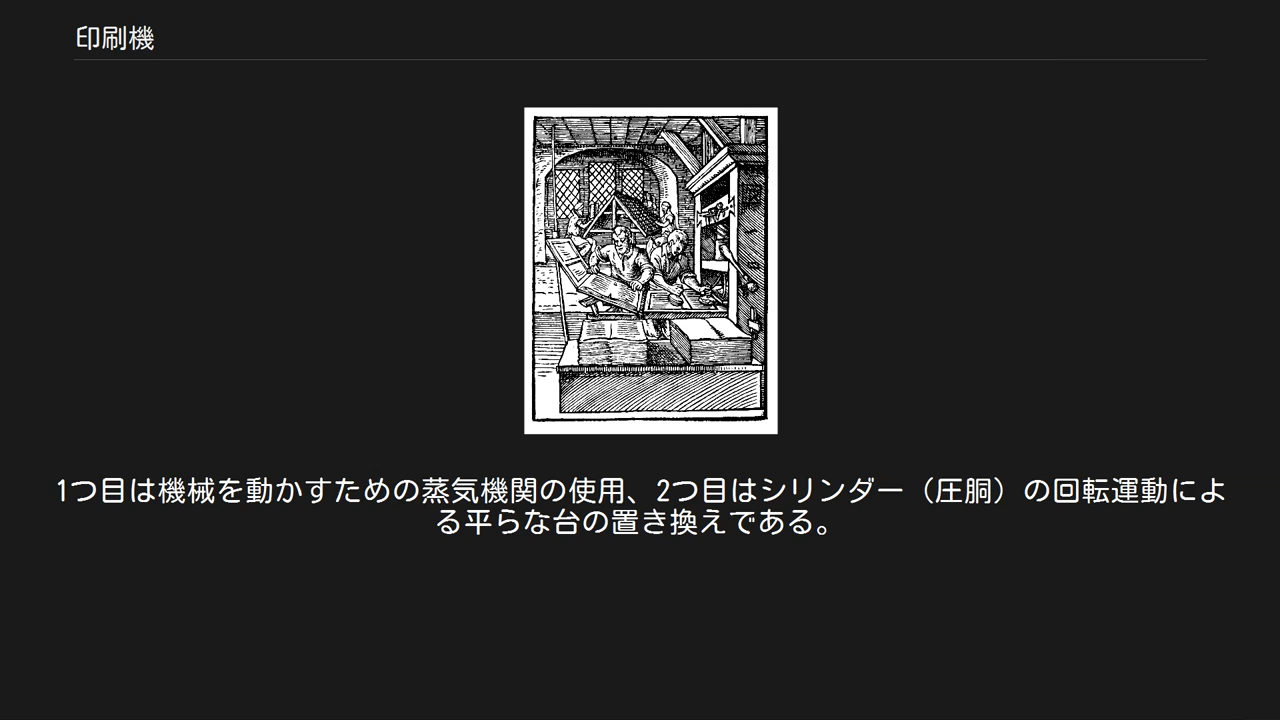 印刷機
1つ目は機械を動かすための蒸気機関の使用、2つ目はシリンダー（圧胴）の回転運動によ
る平らな台の置き換えである。